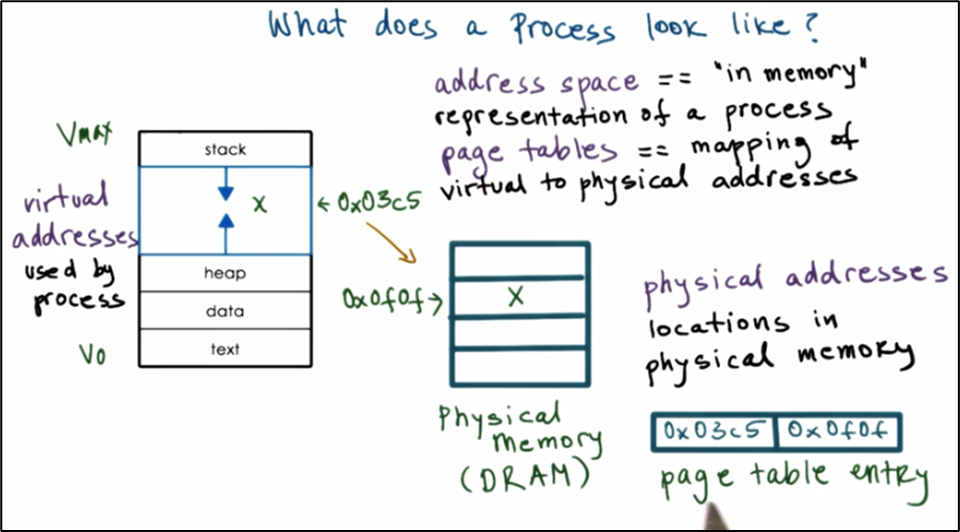 What does a Process look like?
address space == "in memory"
representation of a process
page tables == mapping of
virtual to physical addresses
Vmax
stack
virtual
addresses
used by
process
X
←0x03c5
heap
data
text
V0
0x0f0f→
X
Physical
memory
(DRAM)
physical addresses
locations in
physical memory
0x03c5 0x0f0f
page table entry